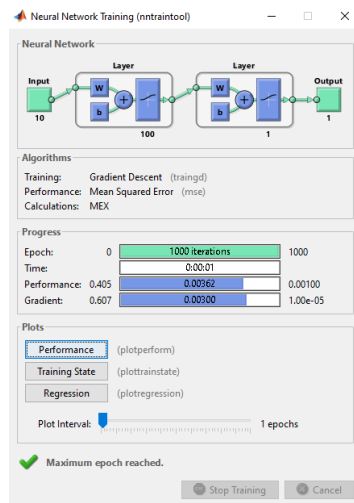 Neural Network Training (nntraintool)
Neural Network
Layer Layer
Input Output
W W
b b
10 1
100 1
Algorithms
Training: Gradient Descent (traingd)
Performance: Mean Squared Error (mse)
Calculations: MEX
Progress
Epoch: 0 1000 iterations 1000
Time: 0:00:01
Performance: 0.405 0.00362 0.00100
Gradient: 0.607 0.00300 1.00e-05
Plots
Performance (plotperform)
Training State (plottrainstate)
Regression (plotregression)
Plot Interval: 1 epochs
Maximum epoch reached.
Stop Training Cancel